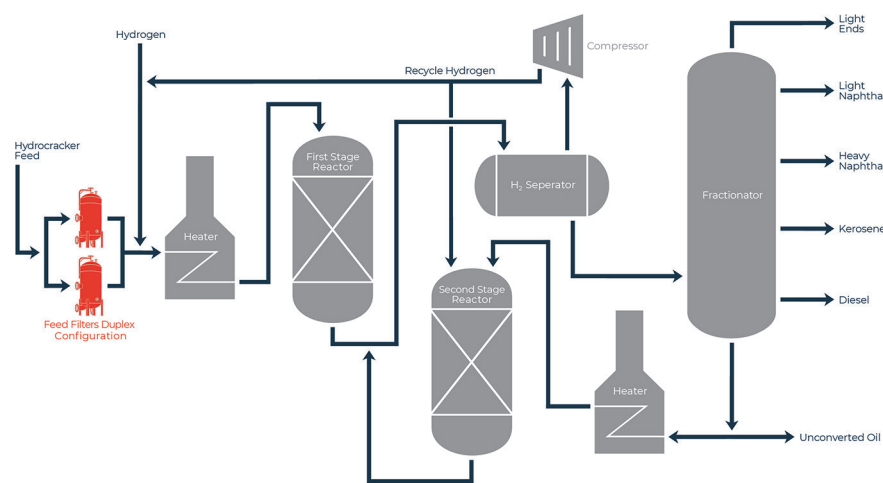 Hydrogen
Compressor
Light
Ends
Recycle Hydrogen
Light
Naphtha
Hydrocracker
Feed
First Stage
Reactor
Heavy
Naphtha
H₂ Seperator
Fractionator
Heater
Kerosene
Second Stage
Reactor
Diesel
Feed Filters Duplex
Configuration
Heater
Unconverted Oil